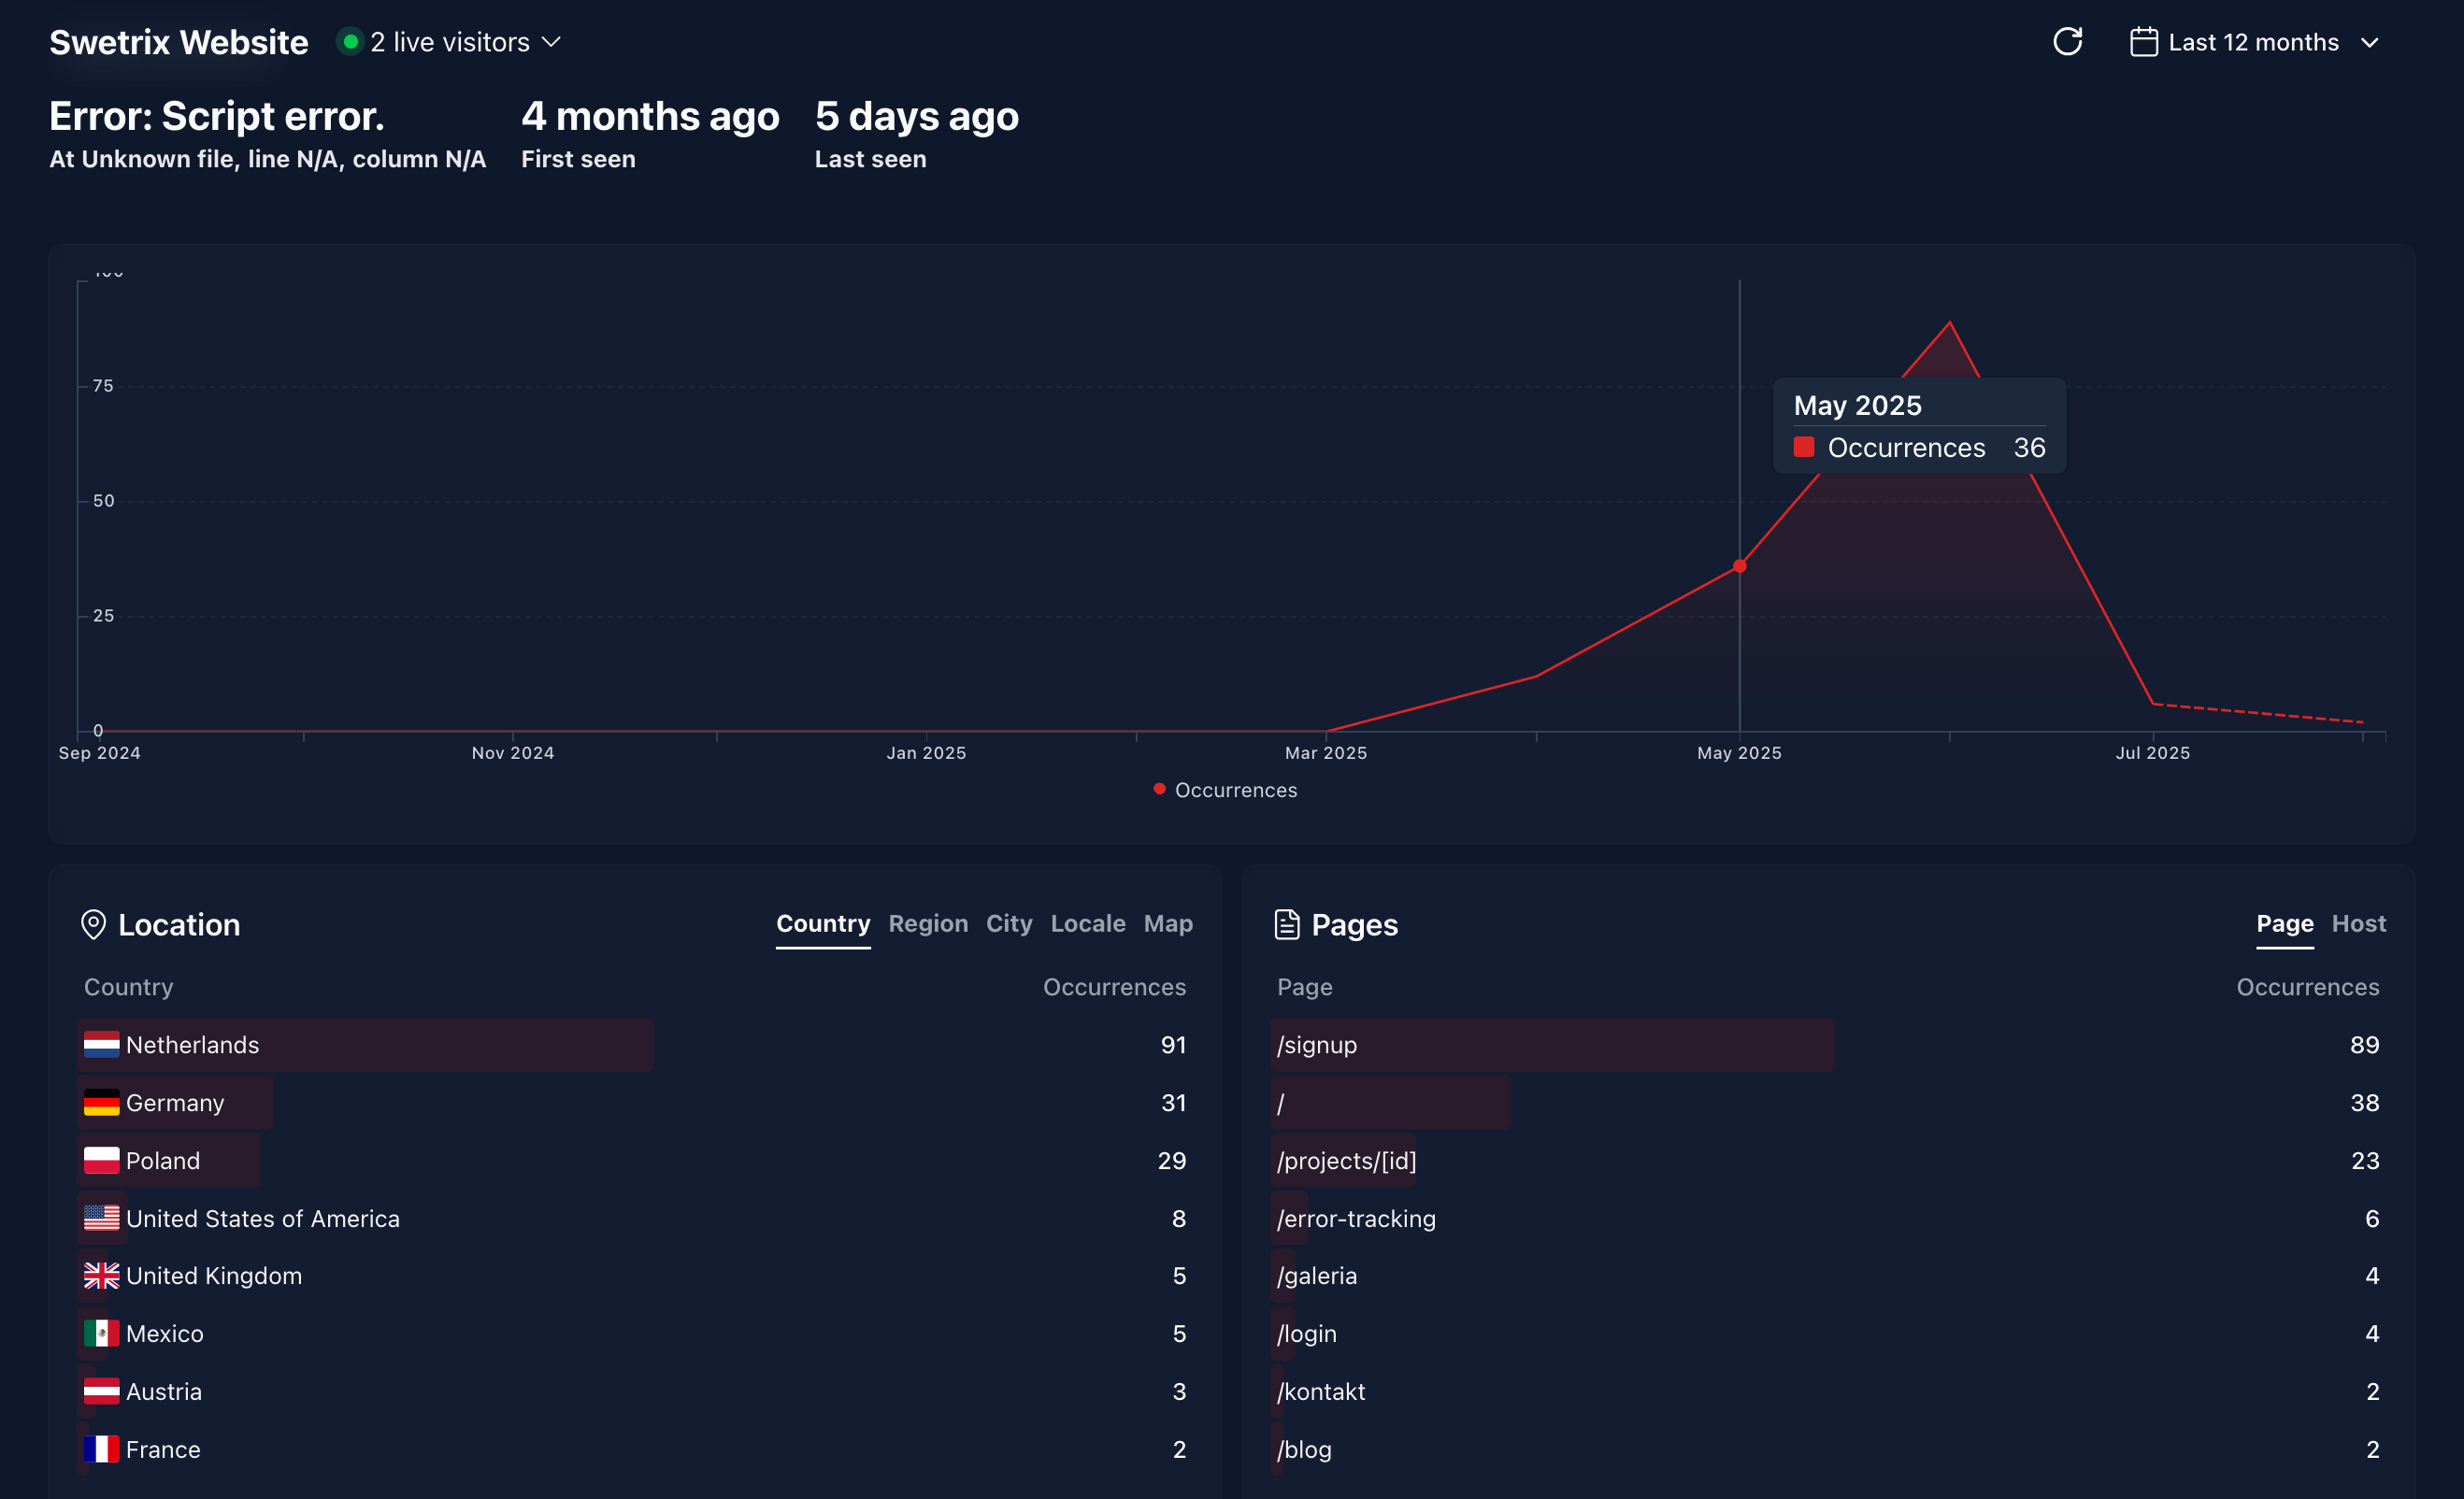 Swetrix Website 2 live visitors Last 12 months
Error: Script error. 4 months ago 5 days ago
At Unknown file, line N/A, column N/A First seen Last seen
75
50
25
0
May 2025
Occurrences 36
Sep 2024 Nov 2024 Jan 2025 Mar 2025 May 2025 Jul 2025
Occurrences
Location Country Region City Locale Map
Country Occurrences
Netherlands 91
Germany 31
Poland 29
United States of America 8
United Kingdom 5
Mexico 5
Austria 3
France 2
Pages Page Host
Page Occurrences
/signup 89
/ 38
/projects/[id] 23
/error-tracking 6
/galeria 4
/login 4
/kontakt 2
/blog 2